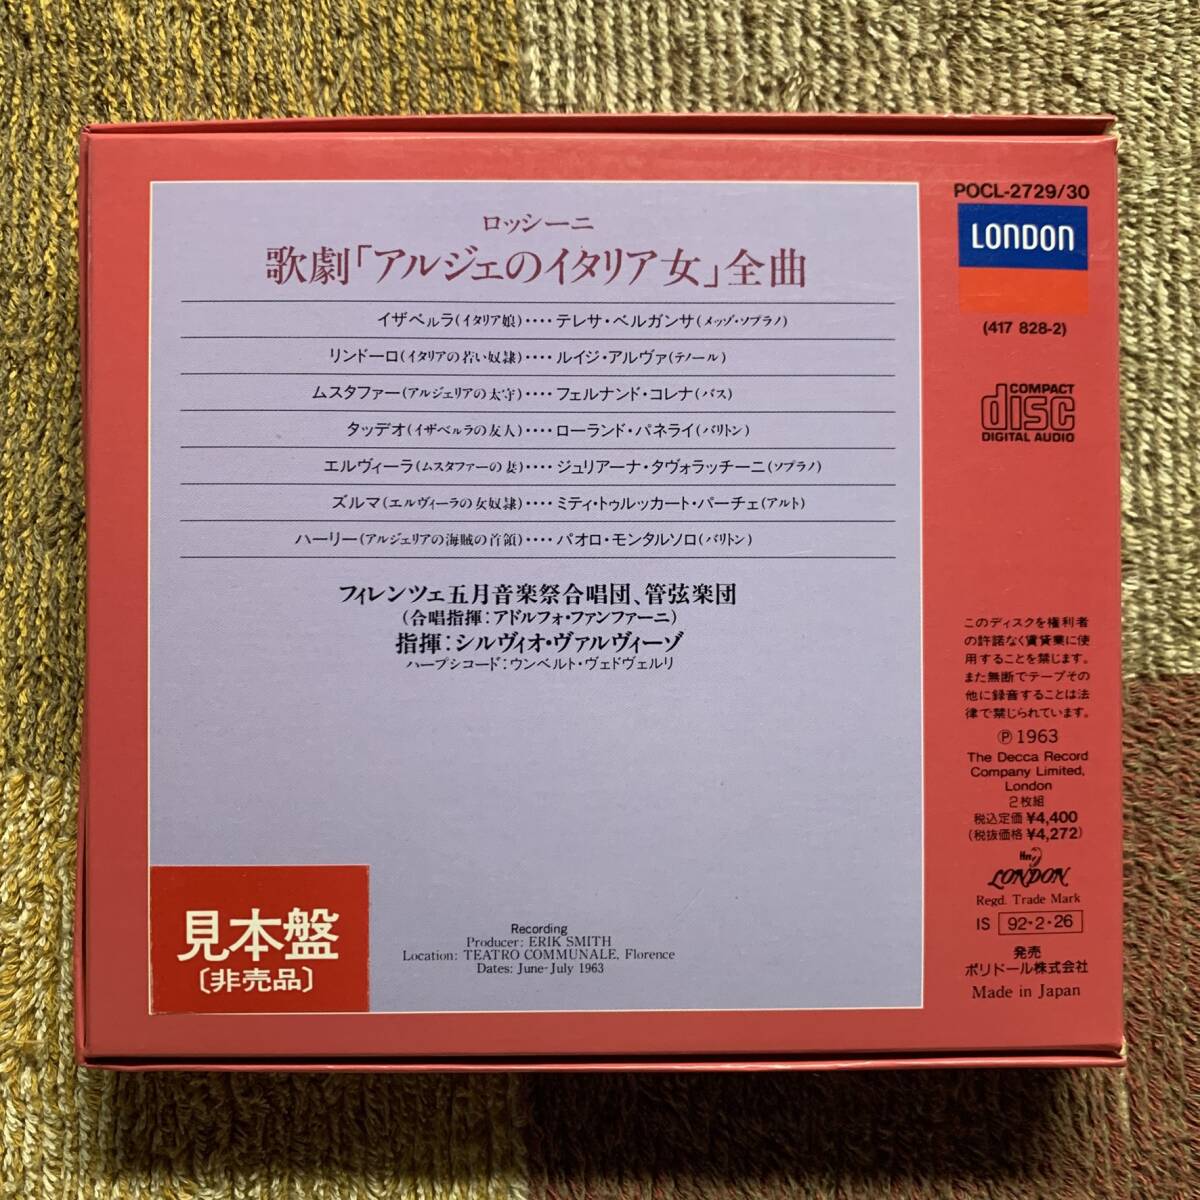 ロッシーニ
歌劇「アルジェのイタリア女」全曲
イザベルラ(イタリア娘)‥‥テレサ・ベルガンサ(メッゾ・ソプラノ)
リンドーロ(イタリアの若い奴隷)‥‥ルイジ・アルヴァ(テノール)
ムスタファー(アルジェリアの太守)‥‥フェルナンド・コレナ(バス)
タッデオ(イザベルラの友人)‥‥ローランド・パネライ(バリトン)
エルヴィーラ(ムスタファーの妻)‥‥ジュリアーナ・タヴォラッチーニ(ソプラノ)
ズルマ(エルヴィーラの女奴隷)‥‥ミティ・トゥルッカート・パーチェ(アルト)
ハーリー(アルジェリアの海賊の首領)‥‥パオロ・モンタルソロ(バリトン)
フィレンツェ五月音楽祭合唱団、管弦楽団
(合唱指揮:アドルフォ・ファンファーニ)
指揮:シルヴィオ・ヴァルヴィーゾ
ハープシコード:ウンベルト・ヴェドヴェルリ
見本盤
〔非売品〕
Recording
Producer: ERIK SMITH
Location: TEATRO COMMUNALE, Florence
Dates: June-July 1963
POCL-2729/30
LONDON
(417 828-2)
COMPACT
disc
DIGITAL AUDIO
このディスクを権利者
の許諾なく賃貸業に使
用することを禁じます。
また無断でテープその
他に録音することは法
律で禁じられています。
Ⓟ 1963
The Decca Record
Company Limited,
London
2枚組
税込定価 ¥4,400
(税抜価格 ¥4,272)
LONDON
Regd. Trade Mark
IS 92・2・26
発売
ポリドール株式会社
Made in Japan